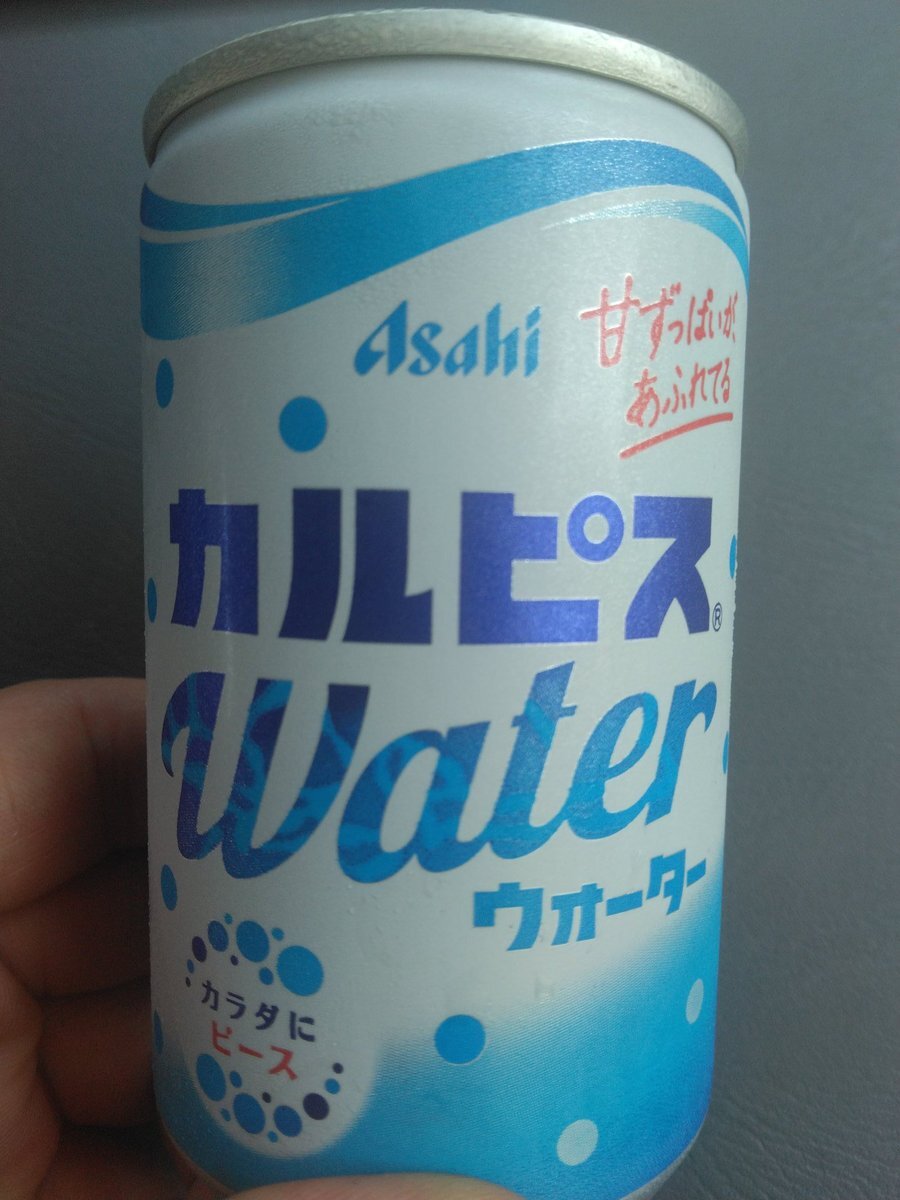 Asahi
甘ずっぱいが、
あふれてる
カルピス®
Water
ウォーター
カラダに
ピース